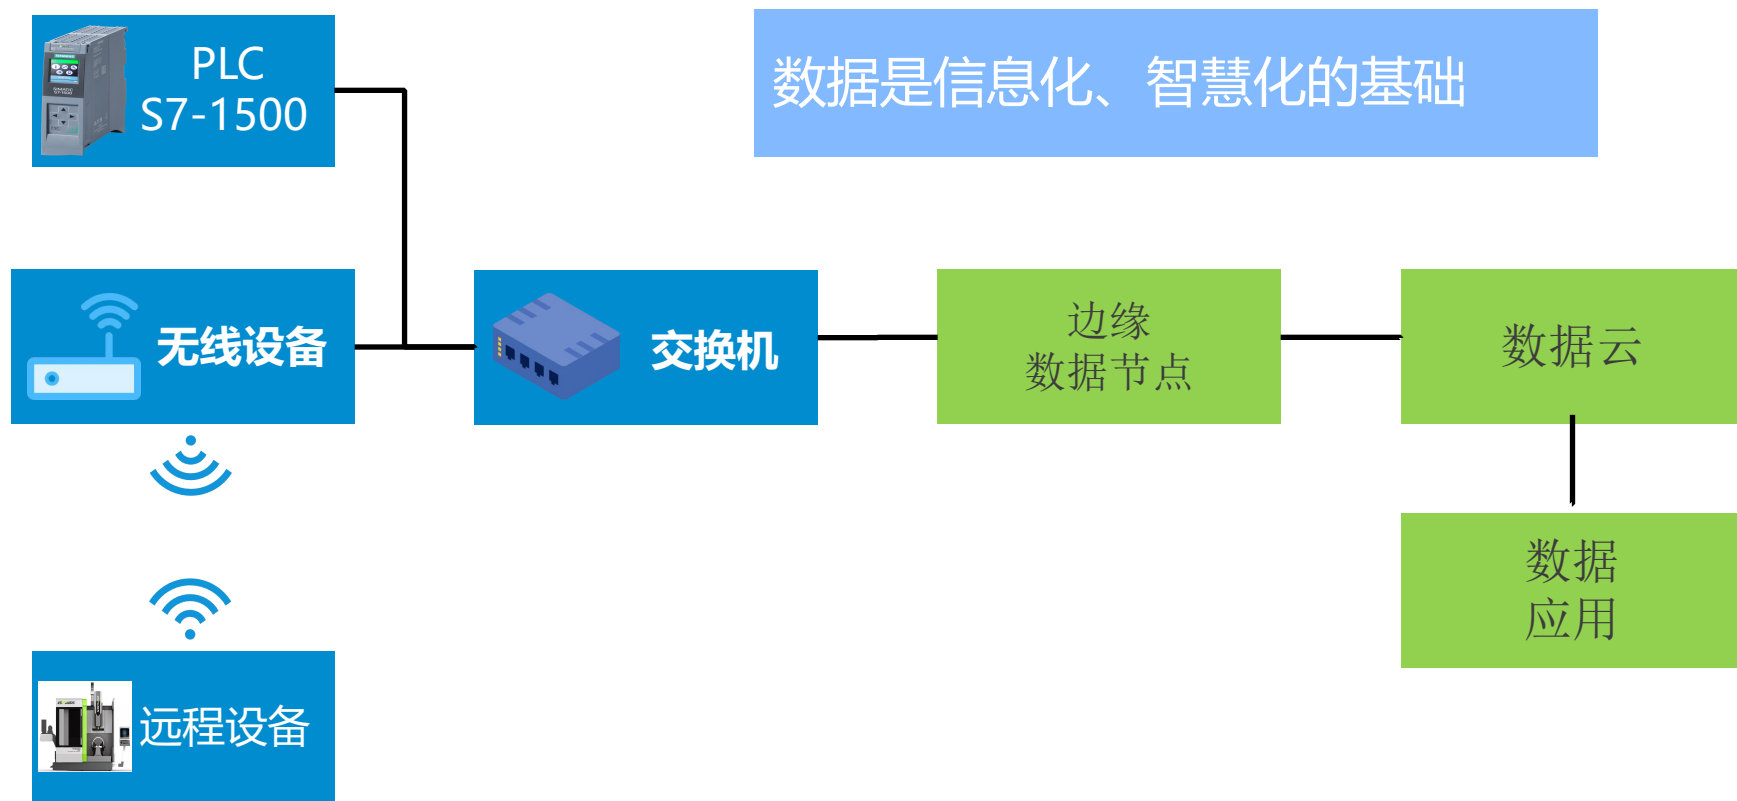 PLC
S7-1500
数据是信息化、智慧化的基础
无线设备
交换机
边缘
数据节点
数据云
数据
应用
远程设备